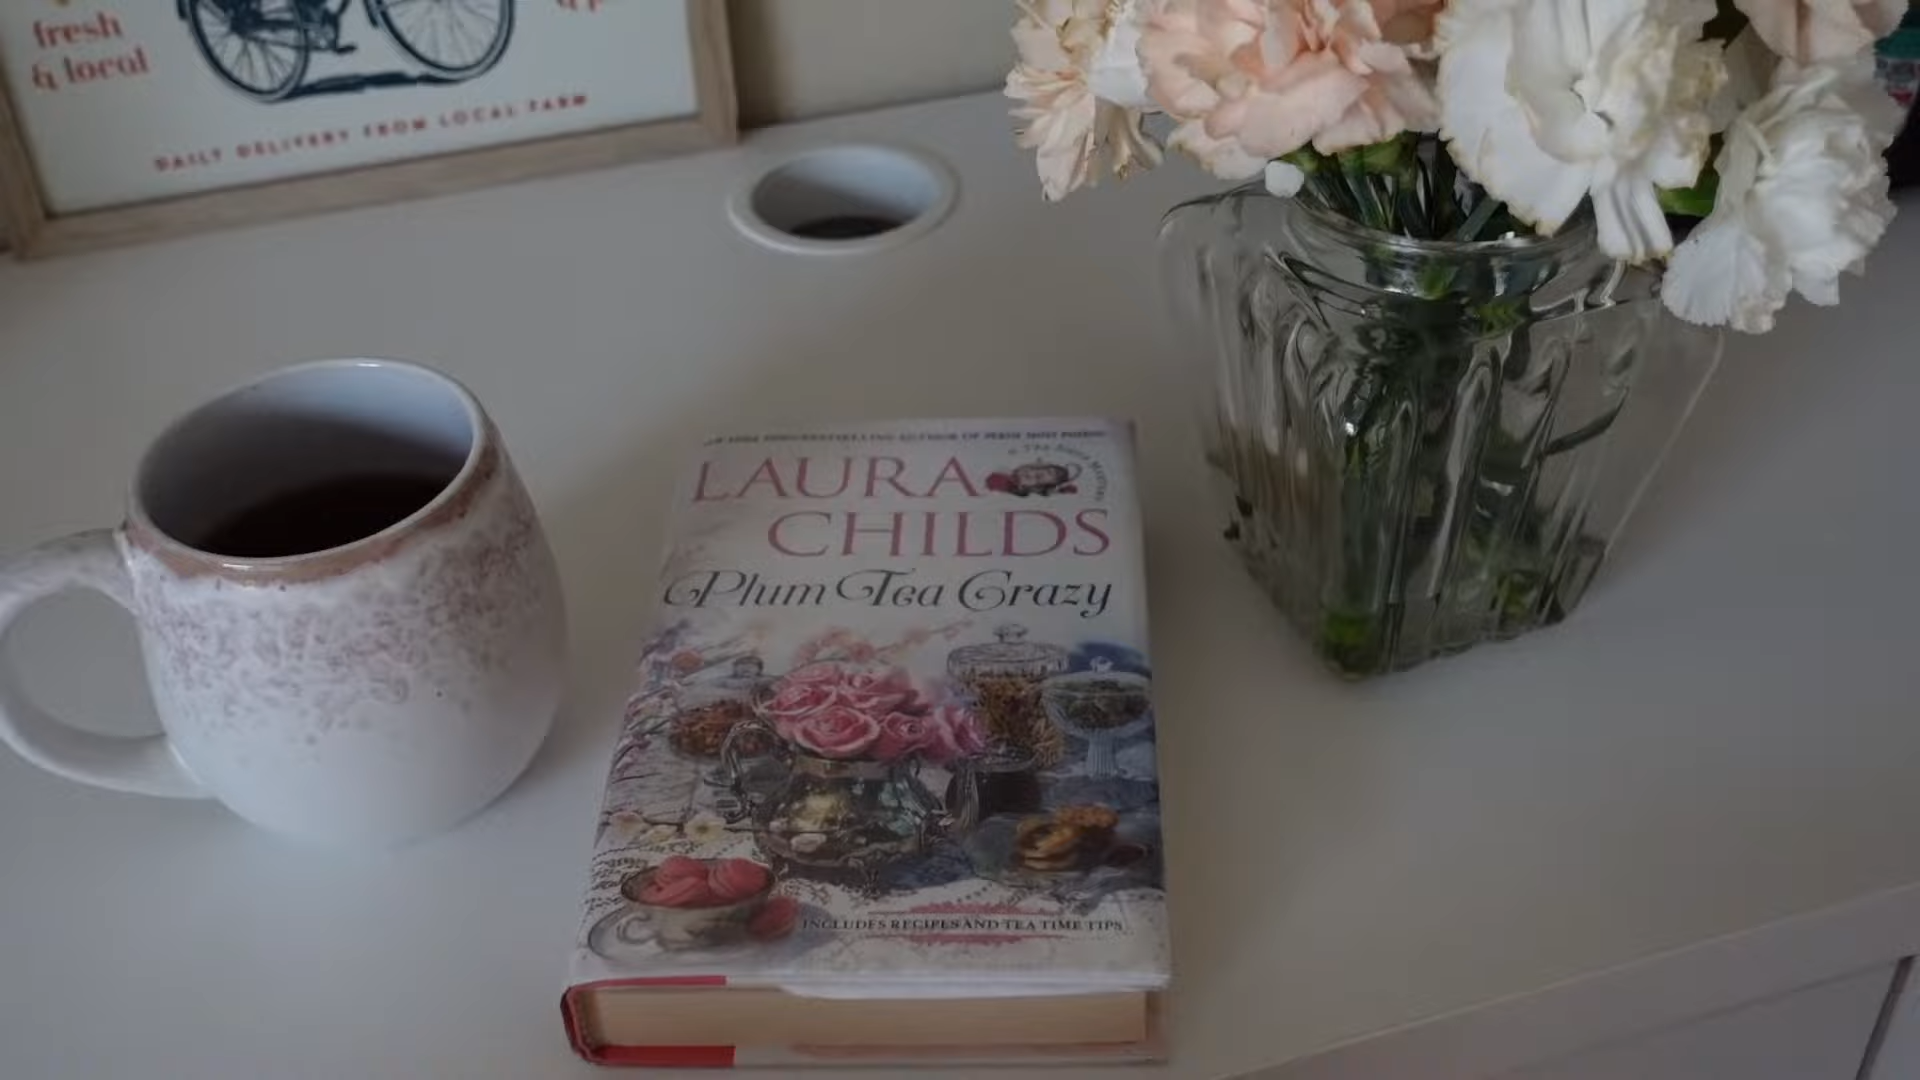 fresh
& local
DAILY DELIVERY FROM LOCAL FARM
LAURA
CHILDS
Plum Tea Crazy
INCLUDES RECIPES AND TEA TIME TIPS